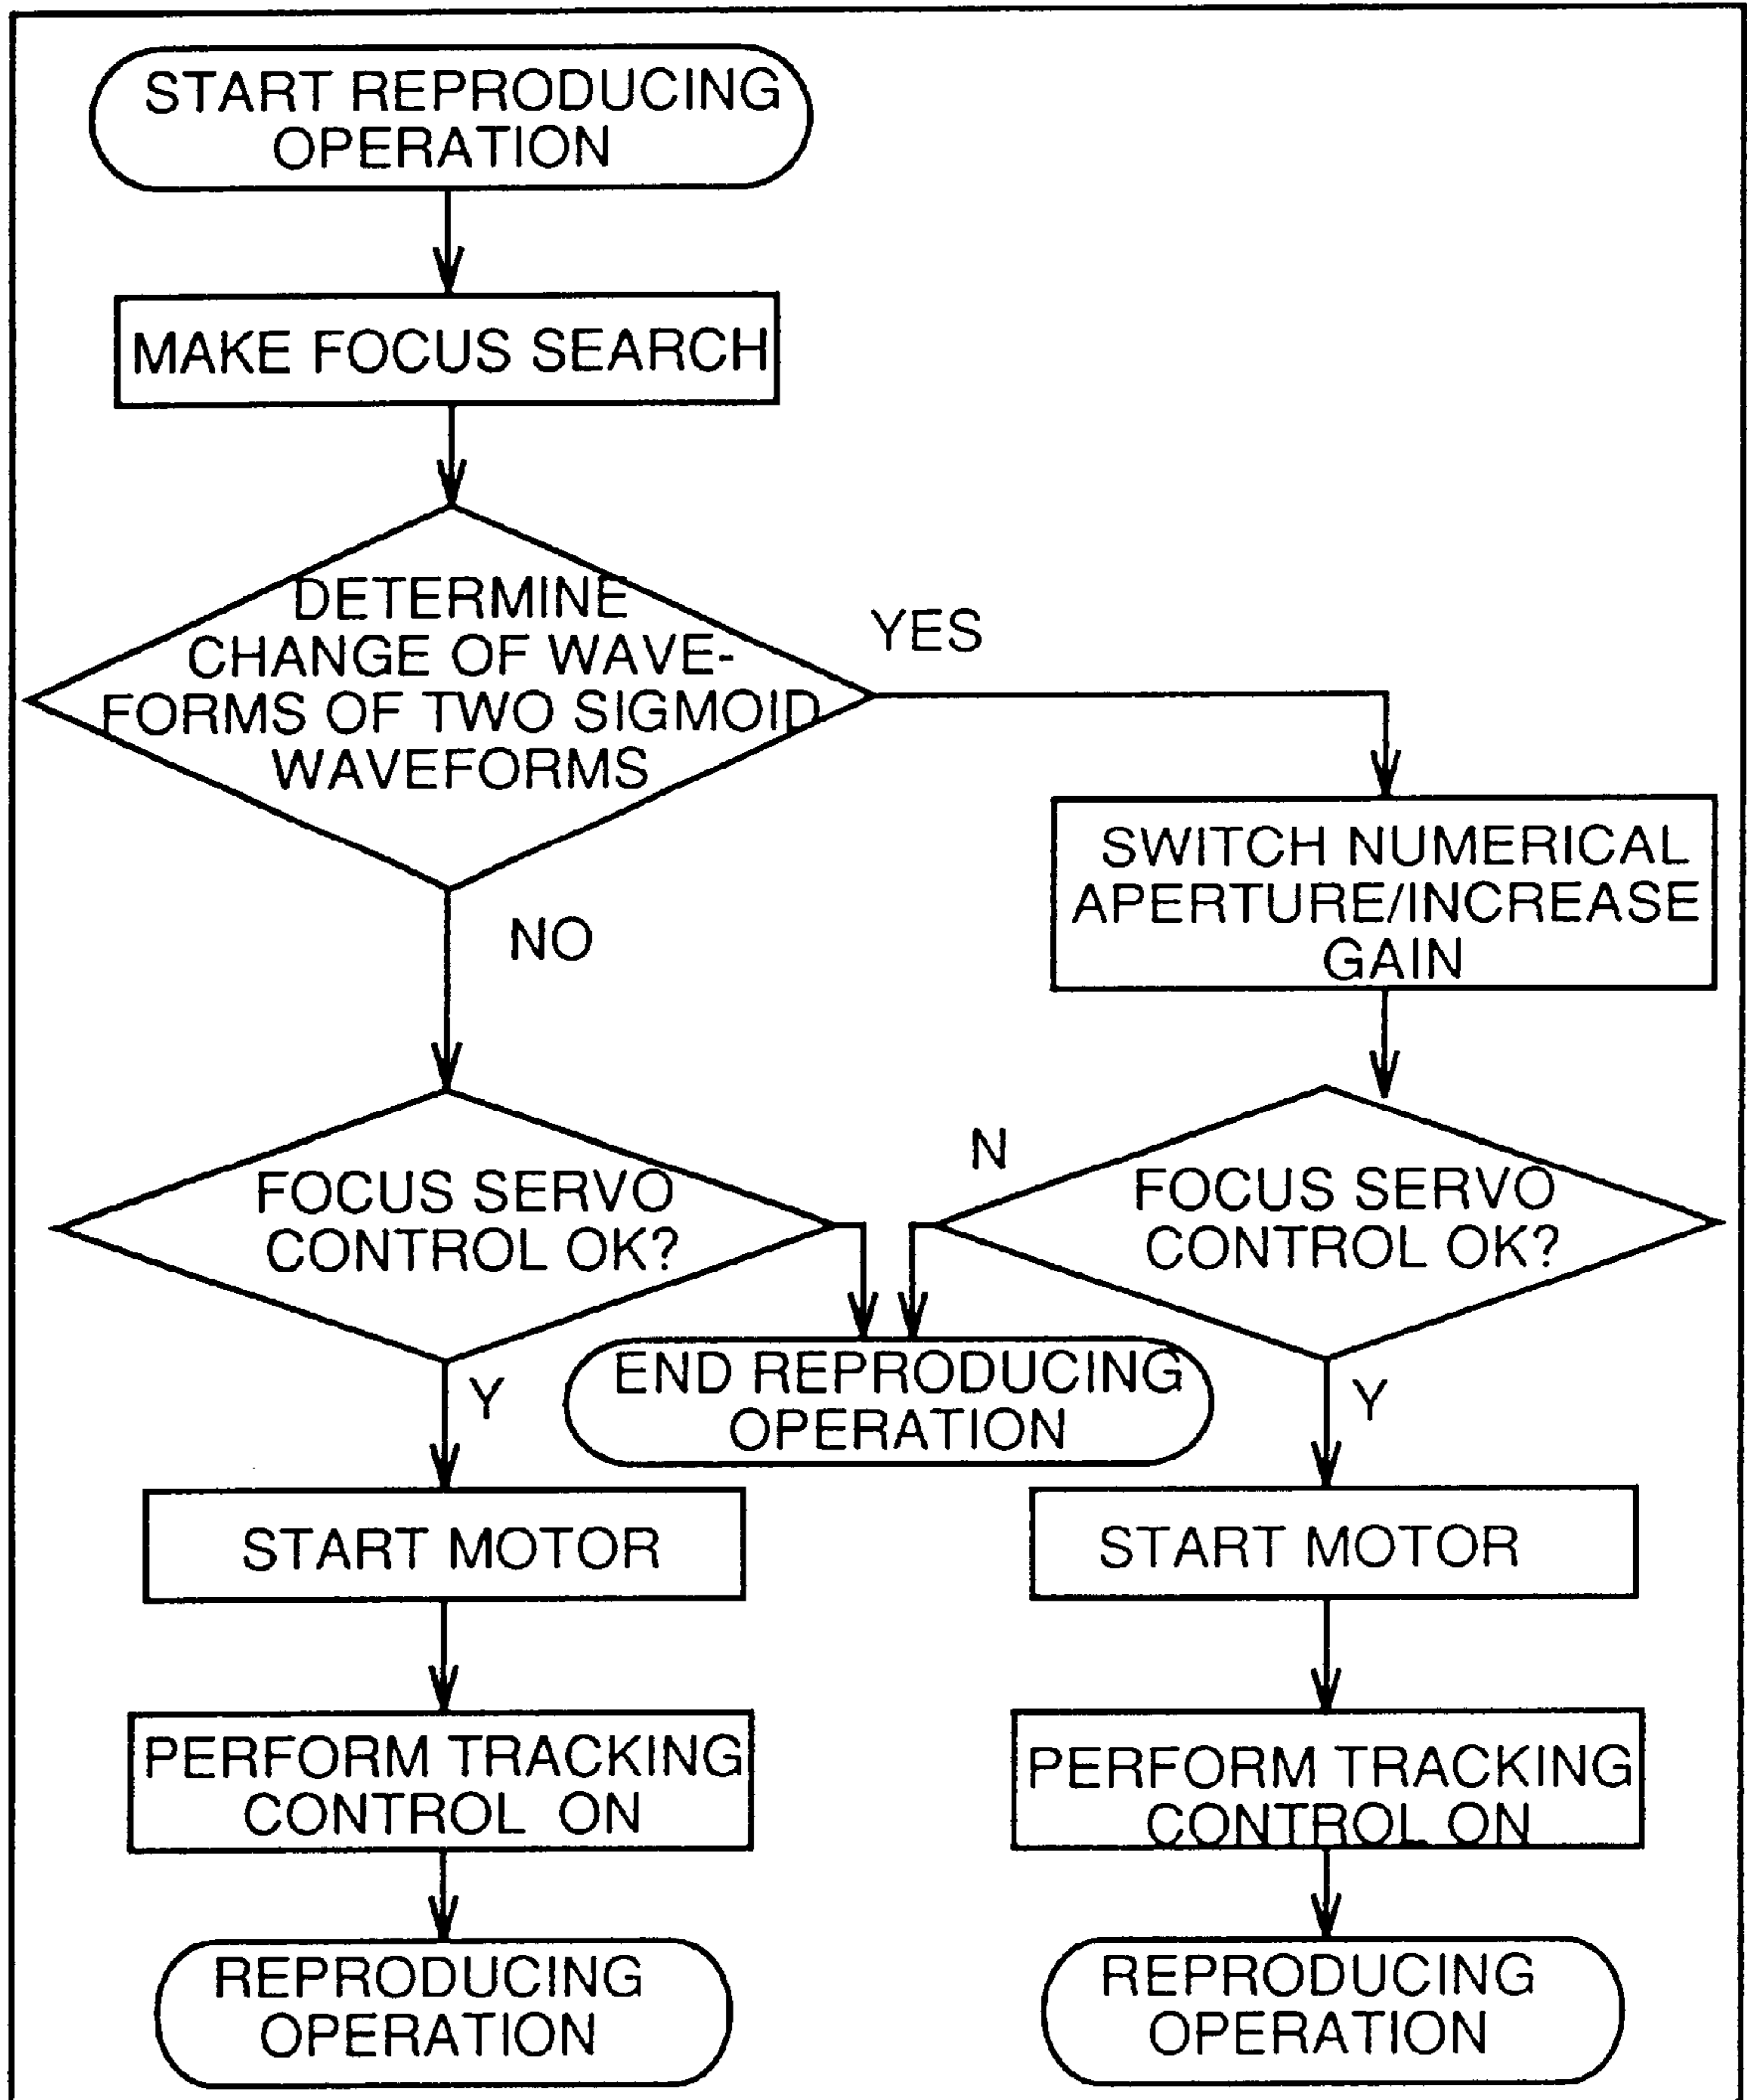 START REPRODUCING
OPERATION
MAKE FOCUS SEARCH
DETERMINE
CHANGE OF WAVE-
FORMS OF TWO SIGMOID
WAVEFORMS
YES
NO
SWITCH NUMERICAL
APERTURE/INCREASE
GAIN
FOCUS SERVO
CONTROL OK?
N
FOCUS SERVO
CONTROL OK?
Y
END REPRODUCING
OPERATION
Y
START MOTOR
START MOTOR
PERFORM TRACKING
CONTROL ON
PERFORM TRACKING
CONTROL ON
REPRODUCING
OPERATION
REPRODUCING
OPERATION